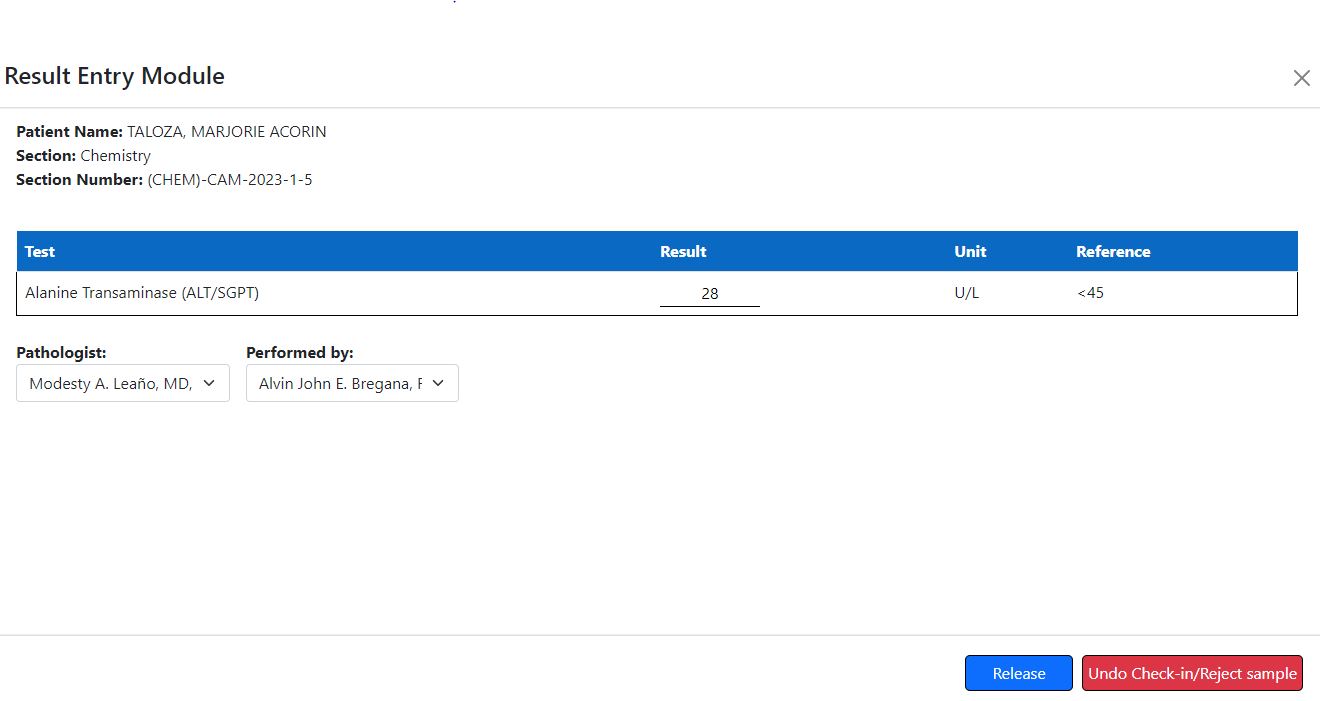 Result Entry Module
Patient Name: TALOZA, MARJORIE ACORIN
Section: Chemistry
Section Number: (CHEM)-CAM-2023-1-5
Test Result Unit Reference
Alanine Transaminase (ALT/SGPT) 28 U/L <45
Pathologist: Performed by:
Modesty A. Leaño, MD, Alvin John E. Bregana,
Release Undo Check-in/Reject sample